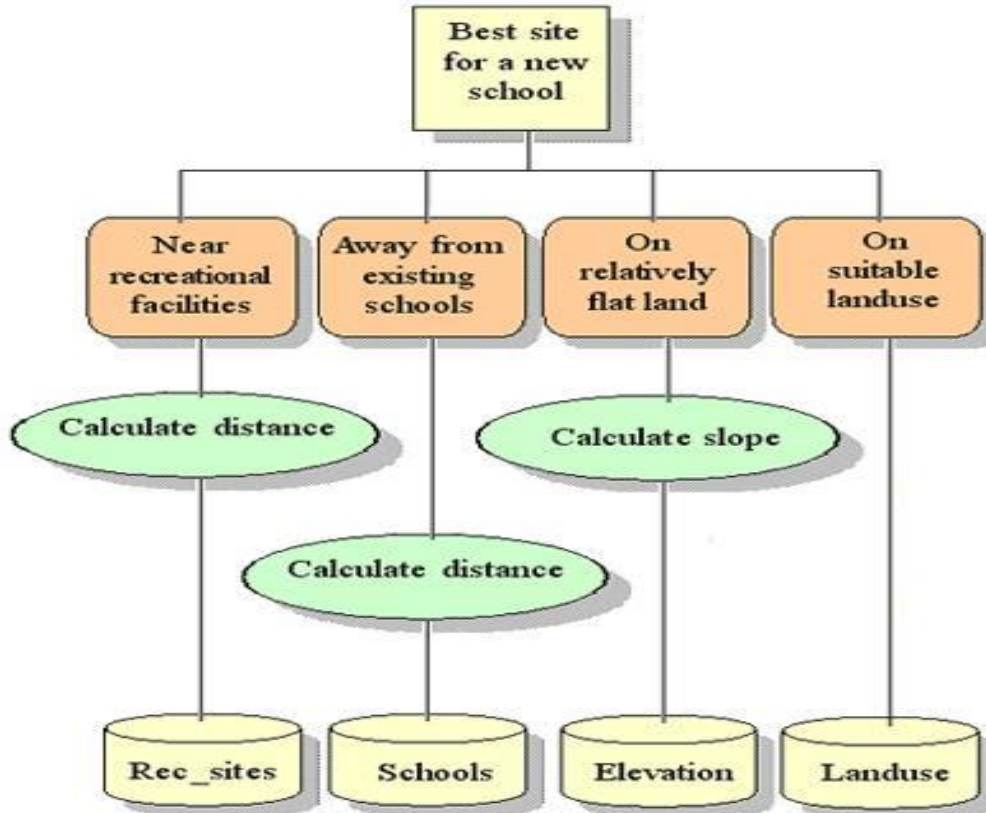 Best site
for a new
school
Near
recreational
facilities
Away from
existing
schools
On
relatively
flat land
On
suitable
landuse
Calculate distance
Calculate slope
Calculate distance
Rec_sites
Schools
Elevation
Landuse